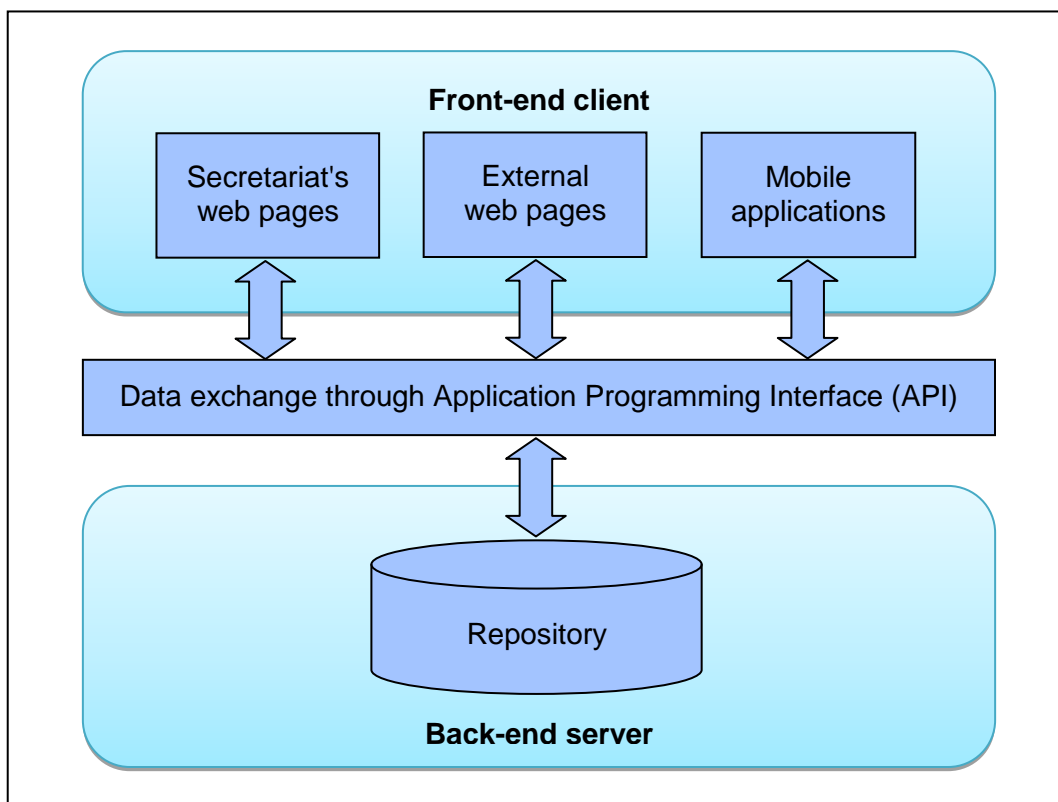 Front-end client
Secretariat's
web pages
External
web pages
Mobile
applications
Data exchange through Application Programming Interface (API)
Repository
Back-end server